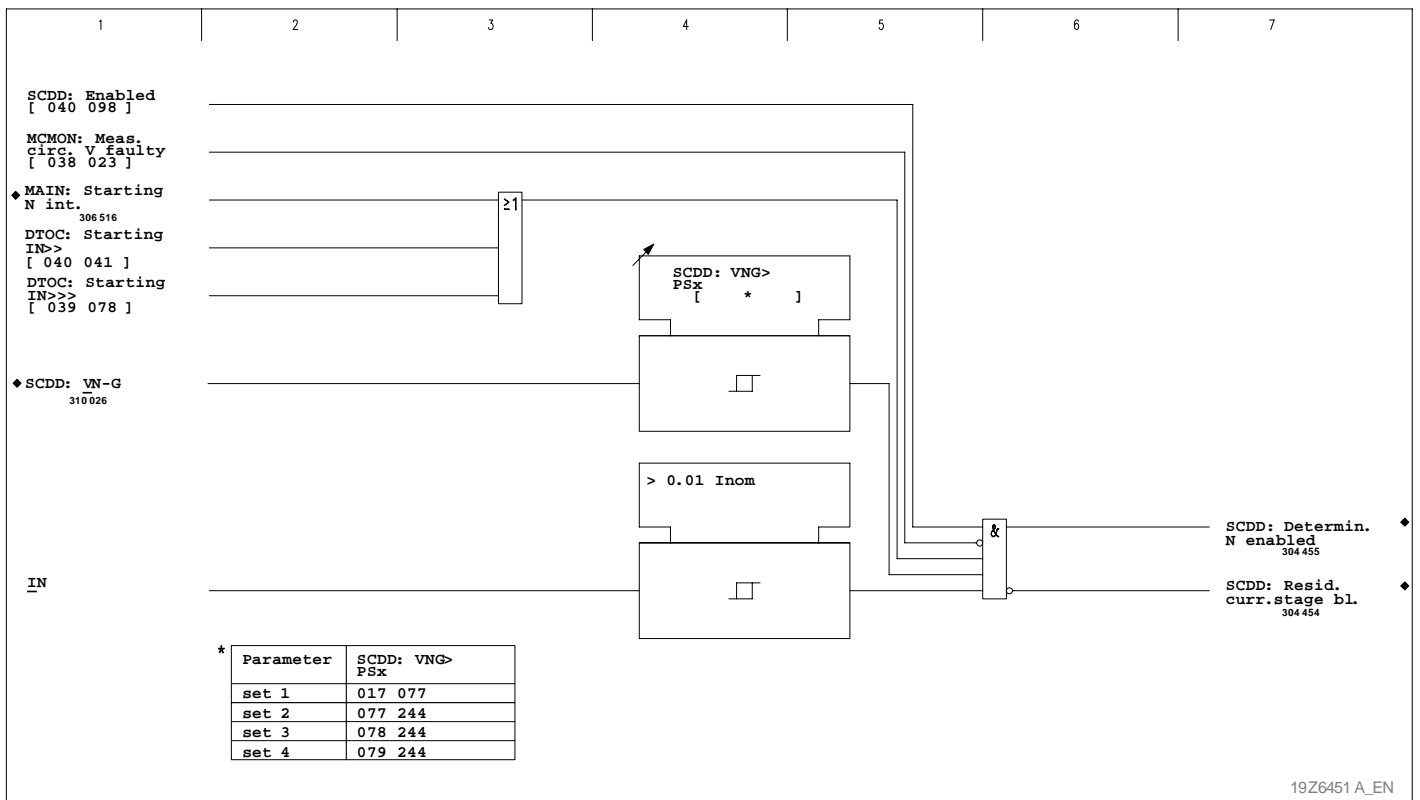 1 2 3 4 5 6 7
SCDD: Enabled
[ 040 098 ]
MCMON: Meas.
circ. V faulty
[ 038 023 ]
MAIN: Starting
N int.
306 516
DTOC: Starting
IN>>
[ 040 041 ]
DTOC: Starting
IN>>>
[ 039 078 ]
≥1
SCDD: VNG>
PSx
[ * ]
SCDD: VN-G
310 026
> 0.01 Inom
IN
&
SCDD: Determin.
N enabled
304 455
SCDD: Resid.
curr.stage bl.
304 454
*
Parameter SCDD: VNG>
PSx
set 1 017 077
set 2 077 244
set 3 078 244
set 4 079 244
19Z6451 A_EN